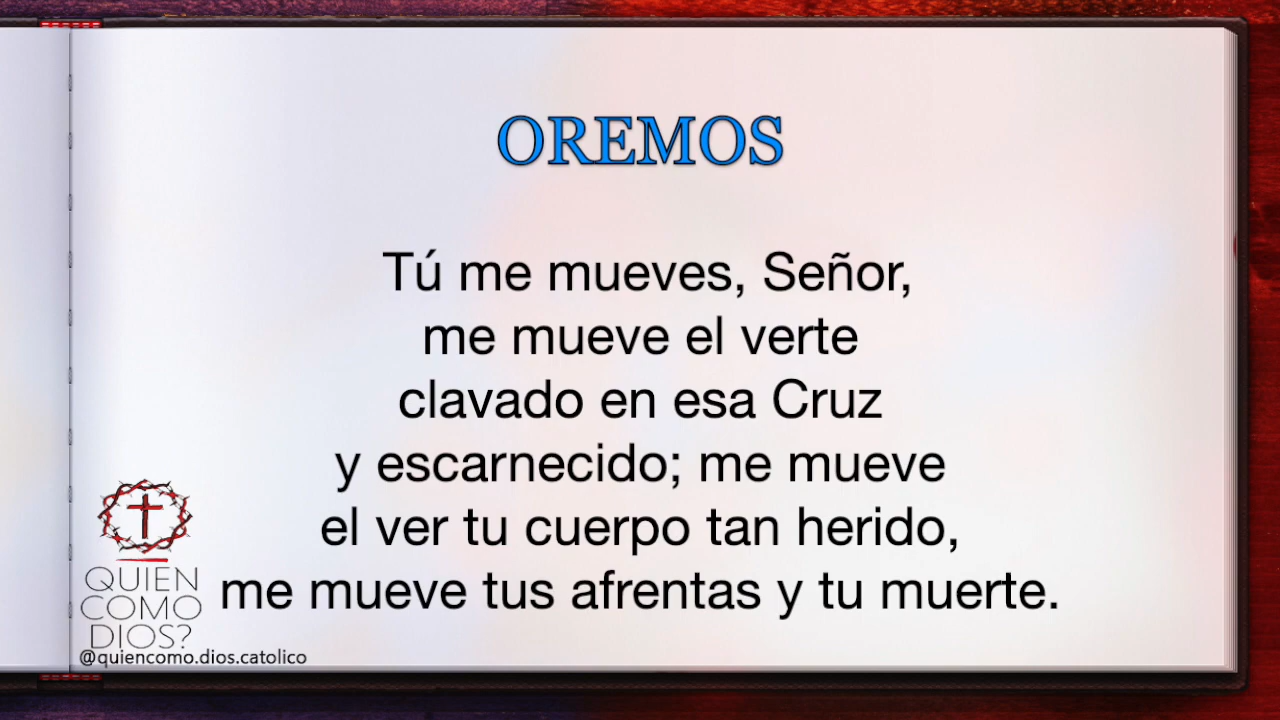 OREMOS
Tú me mueves, Señor,
me mueve el verte
clavado en esa Cruz
y escarnecido; me mueve
el ver tu cuerpo tan herido,
me mueve tus afrentas y tu muerte.
QUIEN
COMO
DIOS?
@quiencomo.dios.catolico